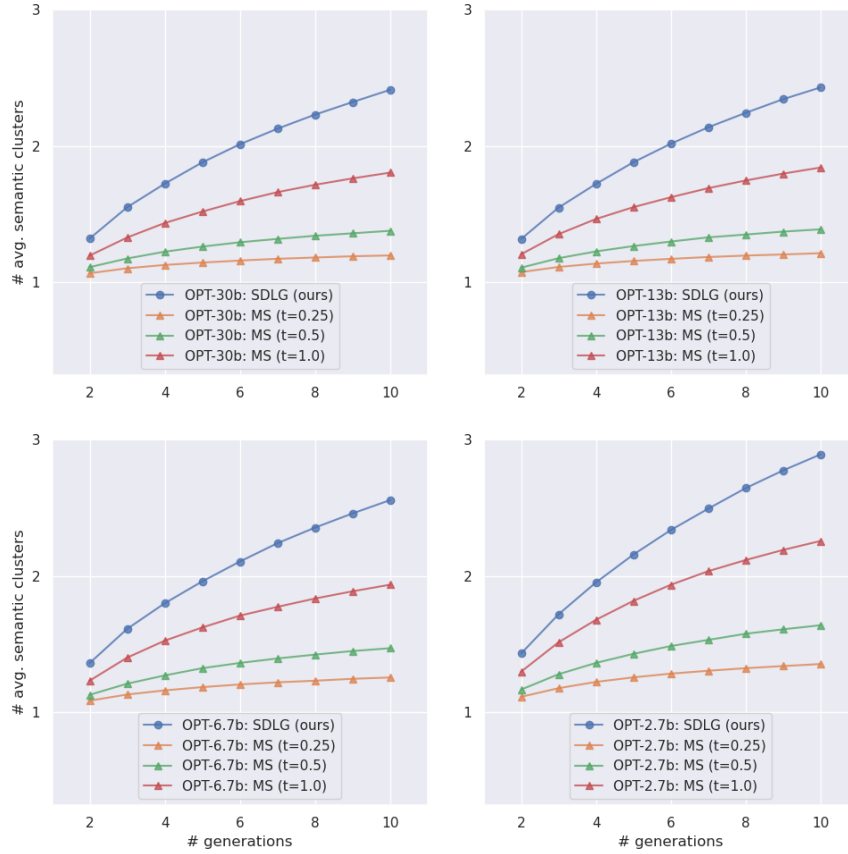 3
3
2
2
1
1
# avg. semantic clusters
OPT-30b: SDLG (ours)
OPT-30b: MS (t=0.25)
OPT-30b: MS (t=0.5)
OPT-30b: MS (t=1.0)
OPT-13b: SDLG (ours)
OPT-13b: MS (t=0.25)
OPT-13b: MS (t=0.5)
OPT-13b: MS (t=1.0)
2 4 6 8 10
2 4 6 8 10
3
3
2
2
1
1
# avg. semantic clusters
OPT-6.7b: SDLG (ours)
OPT-6.7b: MS (t=0.25)
OPT-6.7b: MS (t=0.5)
OPT-6.7b: MS (t=1.0)
OPT-2.7b: SDLG (ours)
OPT-2.7b: MS (t=0.25)
OPT-2.7b: MS (t=0.5)
OPT-2.7b: MS (t=1.0)
2 4 6 8 10
2 4 6 8 10
# generations
# generations